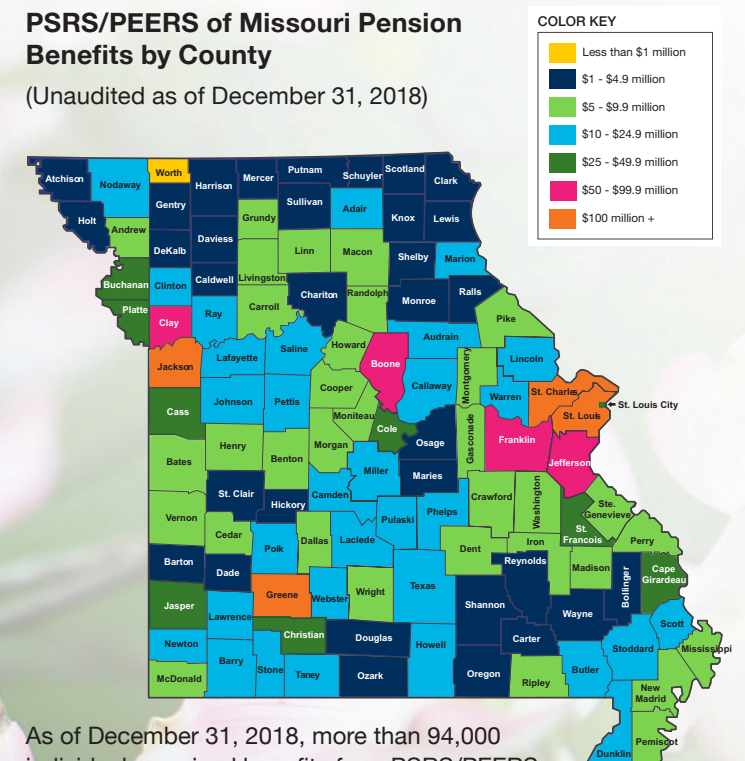 PSRS/PEERS of Missouri Pension
Benefits by County
(Unaudited as of December 31, 2018)
COLOR KEY
Less than $1 million
$1 - $4.9 million
$5 - $9.9 million
$10 - $24.9 million
$25 - $49.9 million
$50 - $99.9 million
$100 million +
Atchison
Nodaway
Worth
Harrison
Mercer
Putnam
Schuyler
Scotland
Clark
Holt
Andrew
Gentry
Grundy
Sullivan
Adair
Knox
Lewis
DeKalb
Daviess
Linn
Macon
Shelby
Marion
Buchanan
Clinton
Caldwell
Livingston
Chariton
Randolph
Monroe
Ralls
Platte
Clay
Ray
Carroll
Pike
Jackson
Lafayette
Saline
Howard
Boone
Audrain
Lincoln
Cass
Johnson
Pettis
Cooper
Callaway
Montgomery
Warren
St. Charles
St. Louis City
St. Louis
Moniteau
Cole
Osage
Gasconade
Franklin
Jefferson
Bates
Henry
Benton
Morgan
Miller
Maries
St. Clair
Hickory
Camden
Crawford
Washington
Ste.
Genevieve
Vernon
Cedar
Polk
Dallas
Laclede
Pulaski
Phelps
St.
Francois
Perry
Barton
Dade
Dent
Iron
Reynolds
Madison
Bollinger
Cape
Girardeau
Jasper
Lawrence
Greene
Webster
Wright
Texas
Shannon
Wayne
Scott
Newton
Christian
Douglas
Howell
Carter
Stoddard
Mississippi
McDonald
Barry
Stone
Taney
Ozark
Oregon
Ripley
Butler
New
Madrid
Dunklin
Pemiscot
As of December 31, 2018, more than 94,000